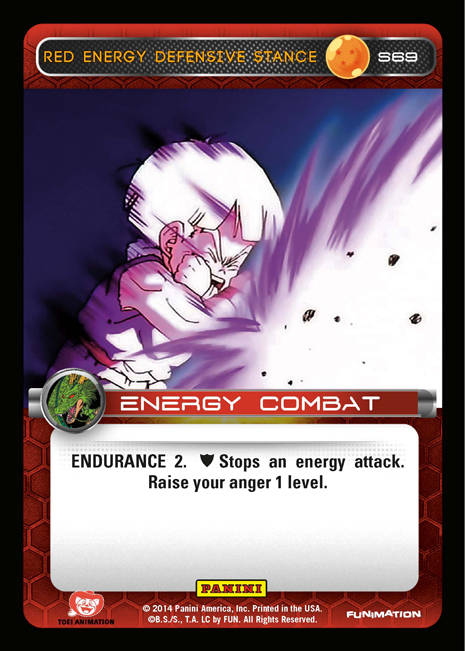 RED ENERGY DEFENSIVE STANCE S69
ENERGY COMBAT
ENDURANCE 2. Stops an energy attack.
Raise your anger 1 level.
PANINI
TOEI ANIMATION
© 2014 Panini America, Inc. Printed in the USA.
©B.S./S., T.A. LC by FUN. All Rights Reserved.
FUNIMATION